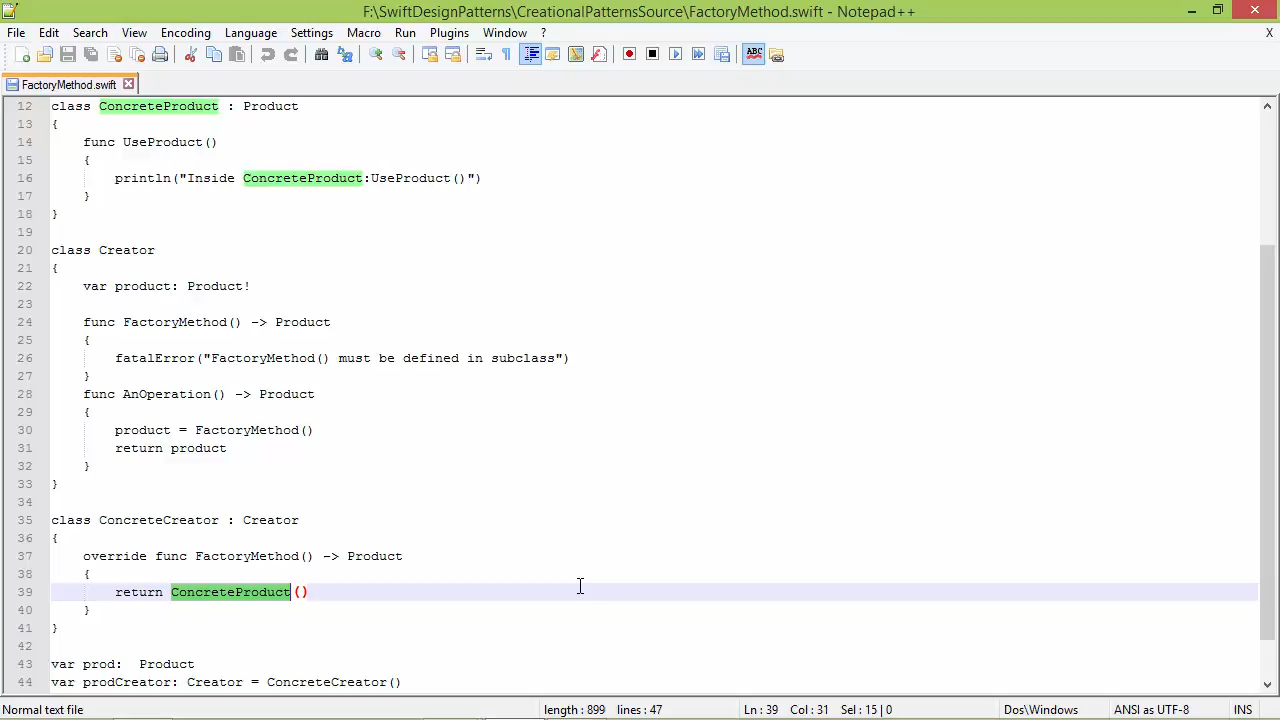 F:\SwiftDesignPatterns\CreationalPatternsSource\FactoryMethod.swift - Notepad++
File Edit Search View Encoding Language Settings Macro Run Plugins Window ? X
ABC
FactoryMethod.swift
12 class ConcreteProduct : Product
13 {
14 func UseProduct()
15 {
16 println("Inside ConcreteProduct:UseProduct()")
17 }
18 }
19
20 class Creator
21 {
22 var product: Product!
23
24 func FactoryMethod() -> Product
25 {
26 fatalError("FactoryMethod() must be defined in subclass")
27 }
28 func AnOperation() -> Product
29 {
30 product = FactoryMethod()
31 return product
32 }
33 }
34
35 class ConcreteCreator : Creator
36 {
37 override func FactoryMethod() -> Product
38 {
39 return ConcreteProduct()
40 }
41 }
42
43 var prod:  Product
44 var prodCreator: Creator = ConcreteCreator()
Normal text file length : 899 lines : 47 Ln : 39 Col : 31 Sel : 15 | 0 Dos\Windows ANSI as UTF-8 INS